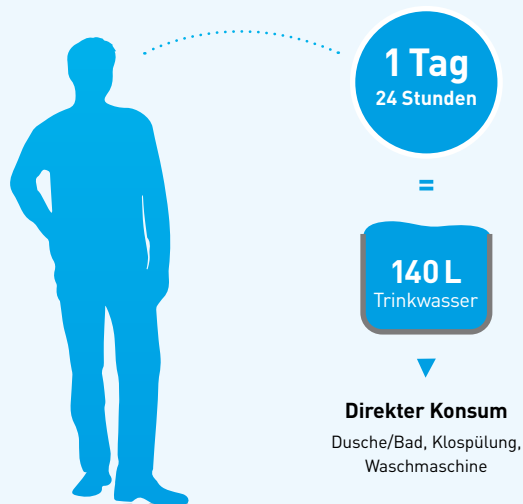 1 Tag
24 Stunden
=
140 L
Trinkwasser
Direkter Konsum
Dusche/Bad, Klospülung,
Waschmaschine